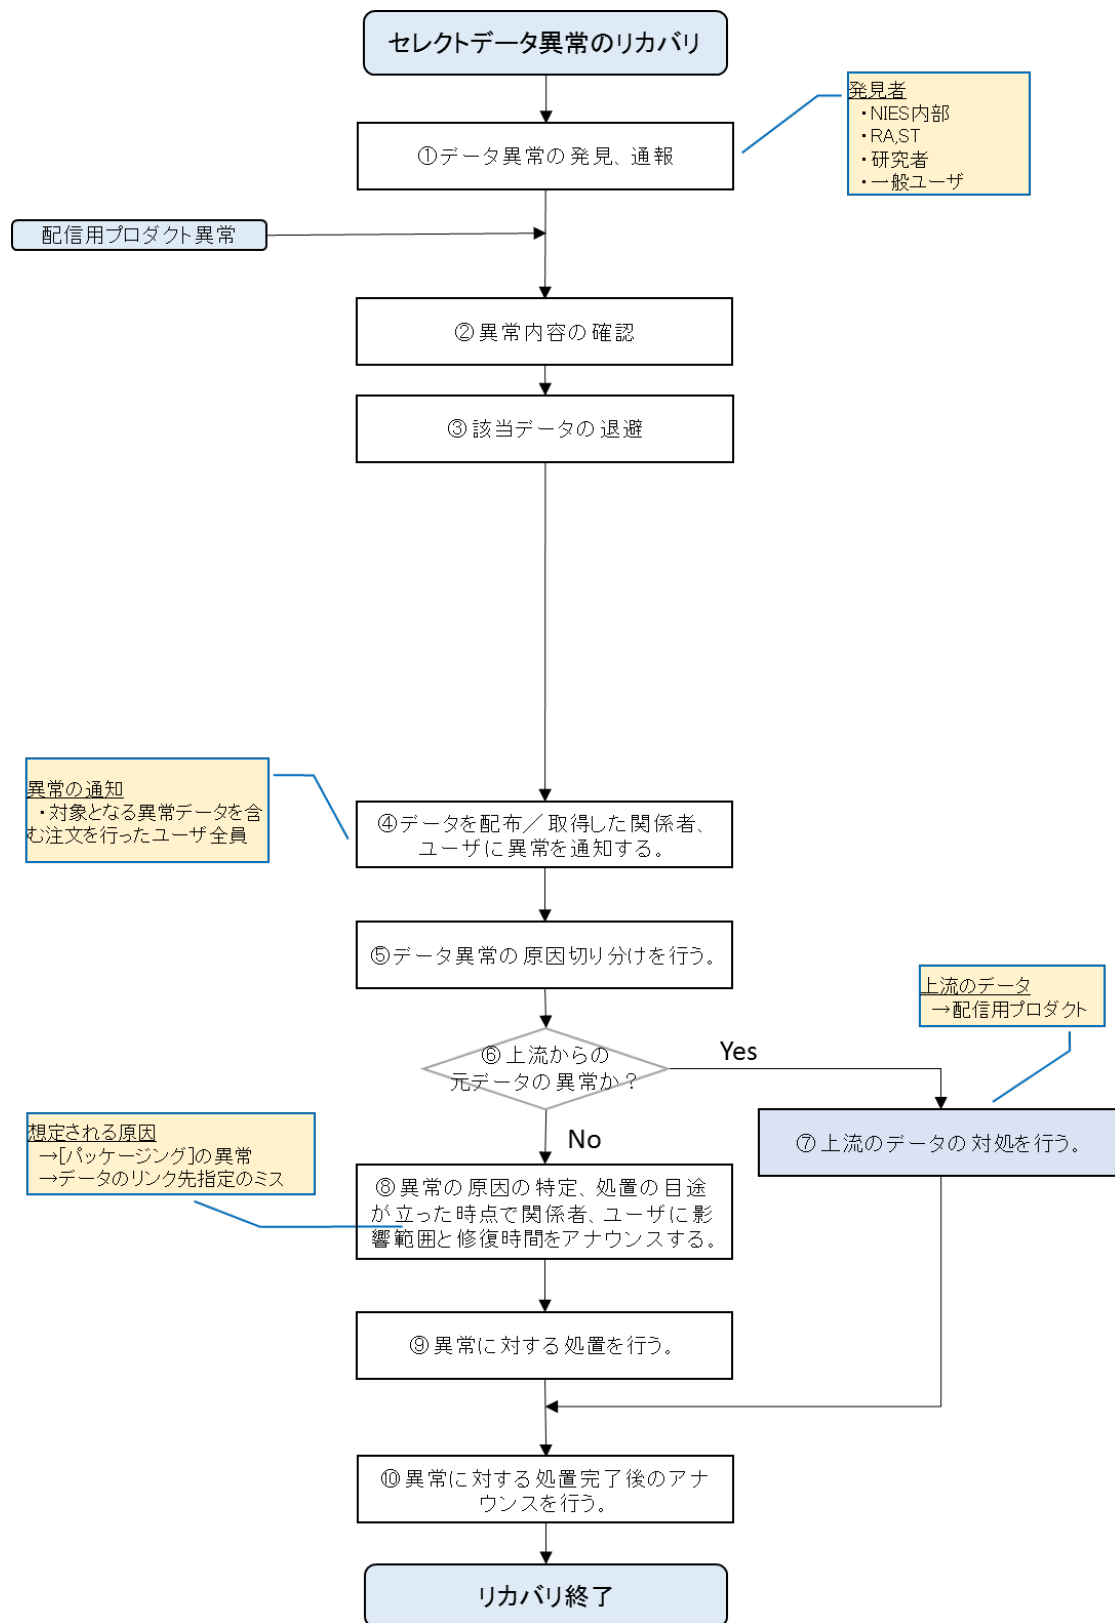 セレクトデータ異常のリカバリ
発見者
・NIES内部
・RA,ST
・研究者
・一般ユーザ
①データ異常の発見、通報
配信用プロダクト異常
②異常内容の確認
③該当データの退避
異常の通知
・対象となる異常データを含
む注文を行ったユーザ全員
④データを配布／取得した関係者、
ユーザに異常を通知する。
⑤データ異常の原因切り分けを行う。
上流のデータ
→配信用プロダクト
⑥上流からの
元データの異常か？
Yes
No
⑦上流のデータの対処を行う。
想定される原因
→[パッケージング]の異常
→データのリンク先指定のミス
⑧異常の原因の特定、処置の目途
が立った時点で関係者、ユーザに影
響範囲と修復時間をアナウンスする。
⑨異常に対する処置を行う。
⑩異常に対する処置完了後のアナ
ウンスを行う。
リカバリ終了